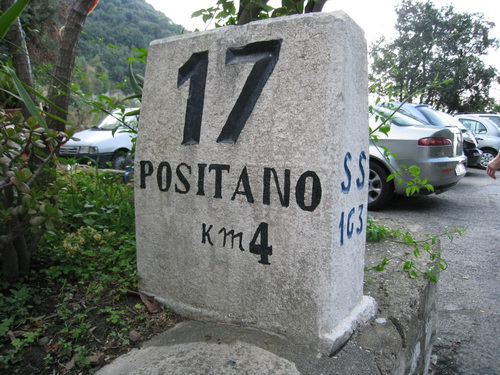 17
POSITANO
Km 4
SS
163